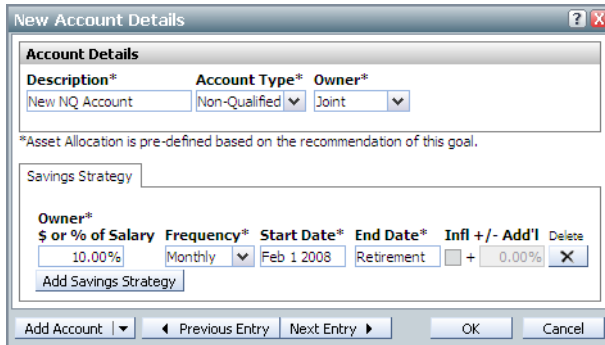 New Account Details
? X
Account Details
Description* Account Type* Owner*
New NQ Account Non-Qualified Joint
*Asset Allocation is pre-defined based on the recommendation of this goal.
Savings Strategy
Owner*
$ or % of Salary Frequency* Start Date* End Date* Infl +/- Add'l Delete
10.00% Monthly Feb 1 2008 Retirement + 0.00% X
Add Savings Strategy
Add Account Previous Entry Next Entry OK Cancel